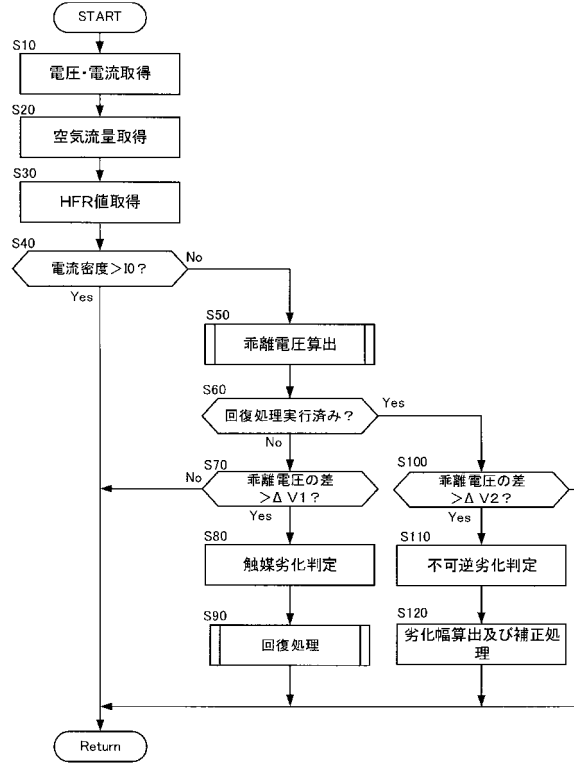 START
S10
電圧・電流取得
S20
空気流量取得
S30
HFR値取得
S40
電流密度＞I0？
No
Yes
S50
乖離電圧算出
S60
回復処理実行済み？
Yes
No
S70
乖離電圧の差
＞Δ V1？
No
Yes
S100
乖離電圧の差
＞Δ V2？
Yes
S80
触媒劣化判定
S110
不可逆劣化判定
S90
回復処理
S120
劣化幅算出及び補正処
理
Return